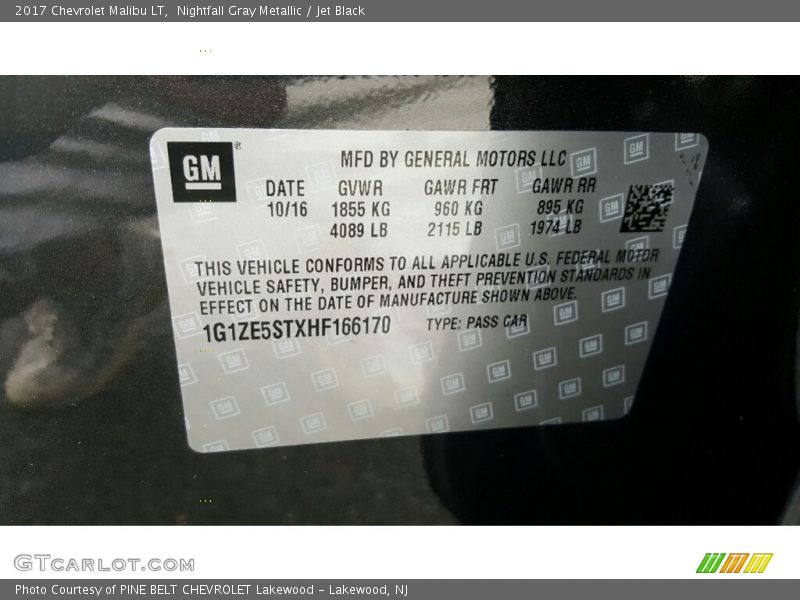 2017 Chevrolet Malibu LT, Nightfall Gray Metallic / Jet Black
GM ®
MFD BY GENERAL MOTORS LLC
DATE GVWR GAWR FRT GAWR RR
10/16 1855 KG 960 KG 895 KG
4089 LB 2115 LB 1974 LB
THIS VEHICLE CONFORMS TO ALL APPLICABLE U.S. FEDERAL MOTOR
VEHICLE SAFETY, BUMPER, AND THEFT PREVENTION STANDARDS IN
EFFECT ON THE DATE OF MANUFACTURE SHOWN ABOVE.
1G1ZE5STXHF166170 TYPE: PASS CAR
GTCARLOT.COM
Photo Courtesy of PINE BELT CHEVROLET Lakewood - Lakewood, NJ